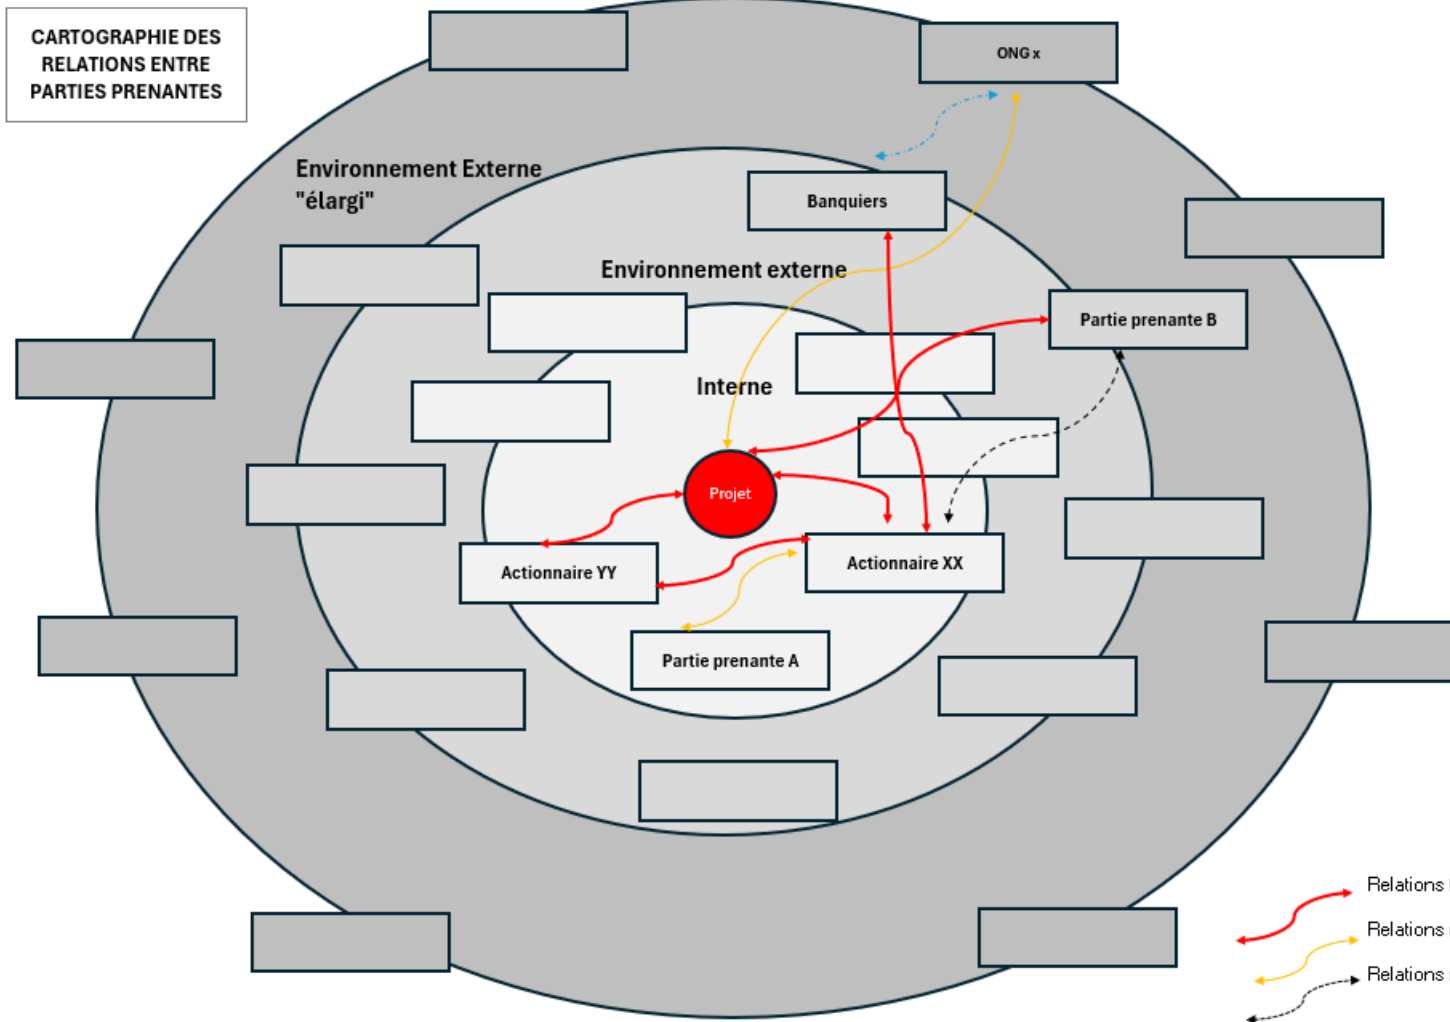 CARTOGRAPHIE DES
RELATIONS ENTRE
PARTIES PRENANTES
ONG x
Environnement Externe
"élargi"
Banquiers
Environnement externe
Partie prenante B
Interne
Projet
Actionnaire YY
Actionnaire XX
Partie prenante A
Relations
Relations
Relations